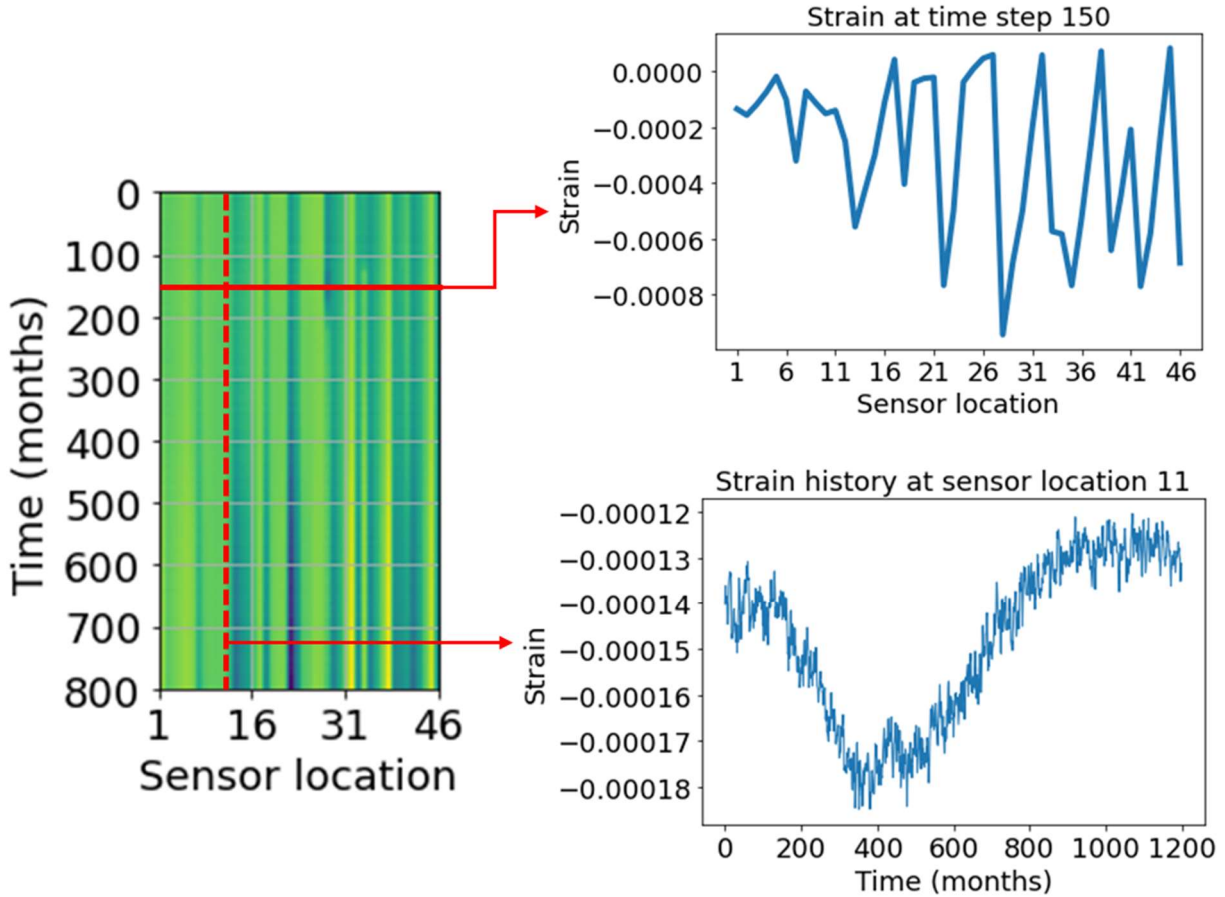 0
100
200
300
400
500
600
700
800
Time (months)
1 16 31 46
Sensor location
Strain at time step 150
0.0000
−0.0002
−0.0004
−0.0006
−0.0008
Strain
1 6 11 16 21 26 31 36 41 46
Sensor location
Strain history at sensor location 11
−0.00012
−0.00013
−0.00014
−0.00015
−0.00016
−0.00017
−0.00018
Strain
0 200 400 600 800 1000 1200
Time (months)